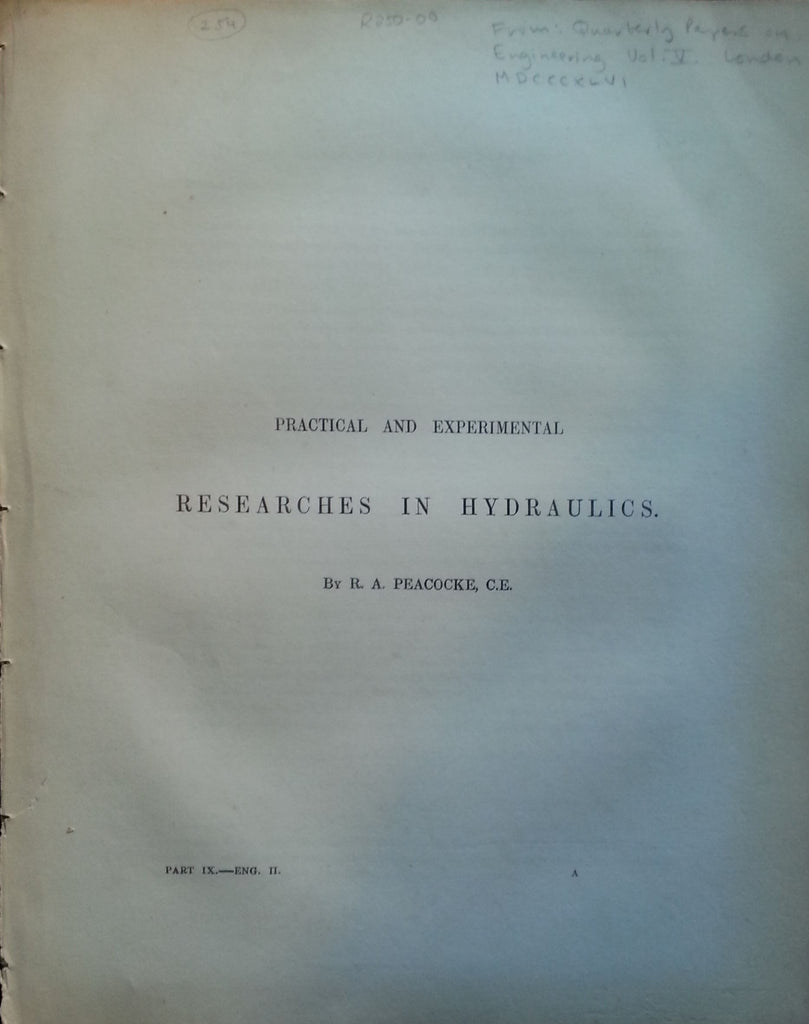 254
R250-00
From: Quarterly Papers on
Engineering Vol. V. London
MDCCCXLVI
PRACTICAL AND EXPERIMENTAL
RESEARCHES IN HYDRAULICS.
By R. A. PEACOCKE, C.E.
PART IX.—ENG. II.
A